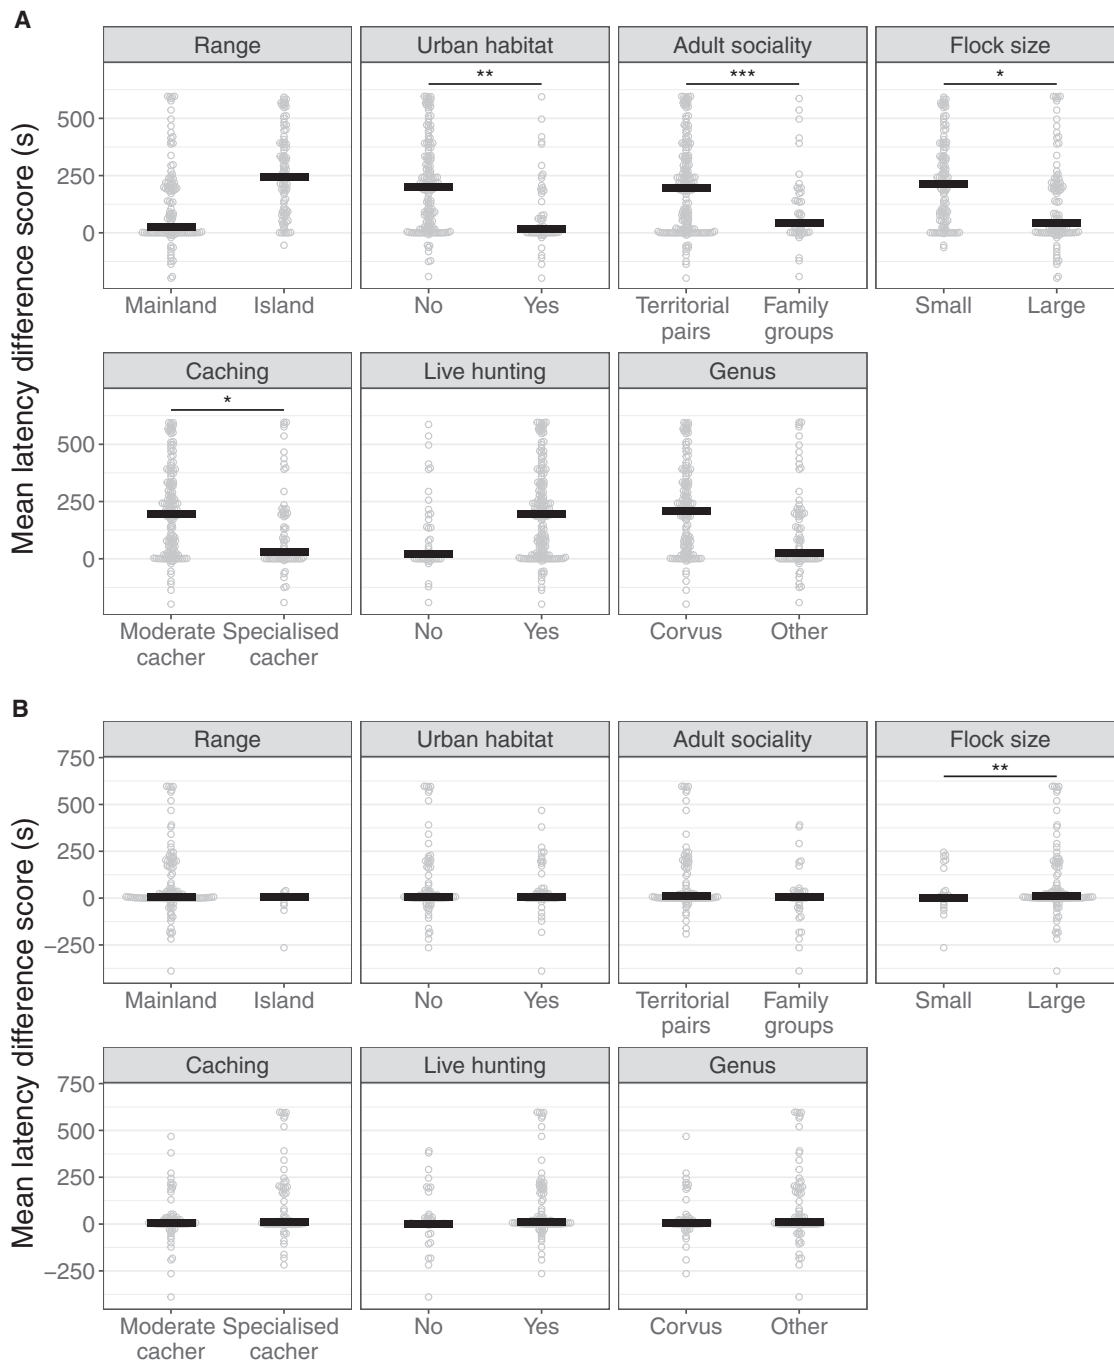 A
Mean latency difference score (s)
Range
Urban habitat
Adult sociality
Flock size
**
***
*
500
250
0
Mainland
Island
No
Yes
Territorial
pairs
Family
groups
Small
Large
Caching
Live hunting
Genus
*
500
250
0
Moderate
cacher
Specialised
cacher
No
Yes
Corvus
Other
B
Mean latency difference score (s)
Range
Urban habitat
Adult sociality
Flock size
**
750
500
250
0
−250
Mainland
Island
No
Yes
Territorial
pairs
Family
groups
Small
Large
Caching
Live hunting
Genus
750
500
250
0
−250
Moderate
cacher
Specialised
cacher
No
Yes
Corvus
Other